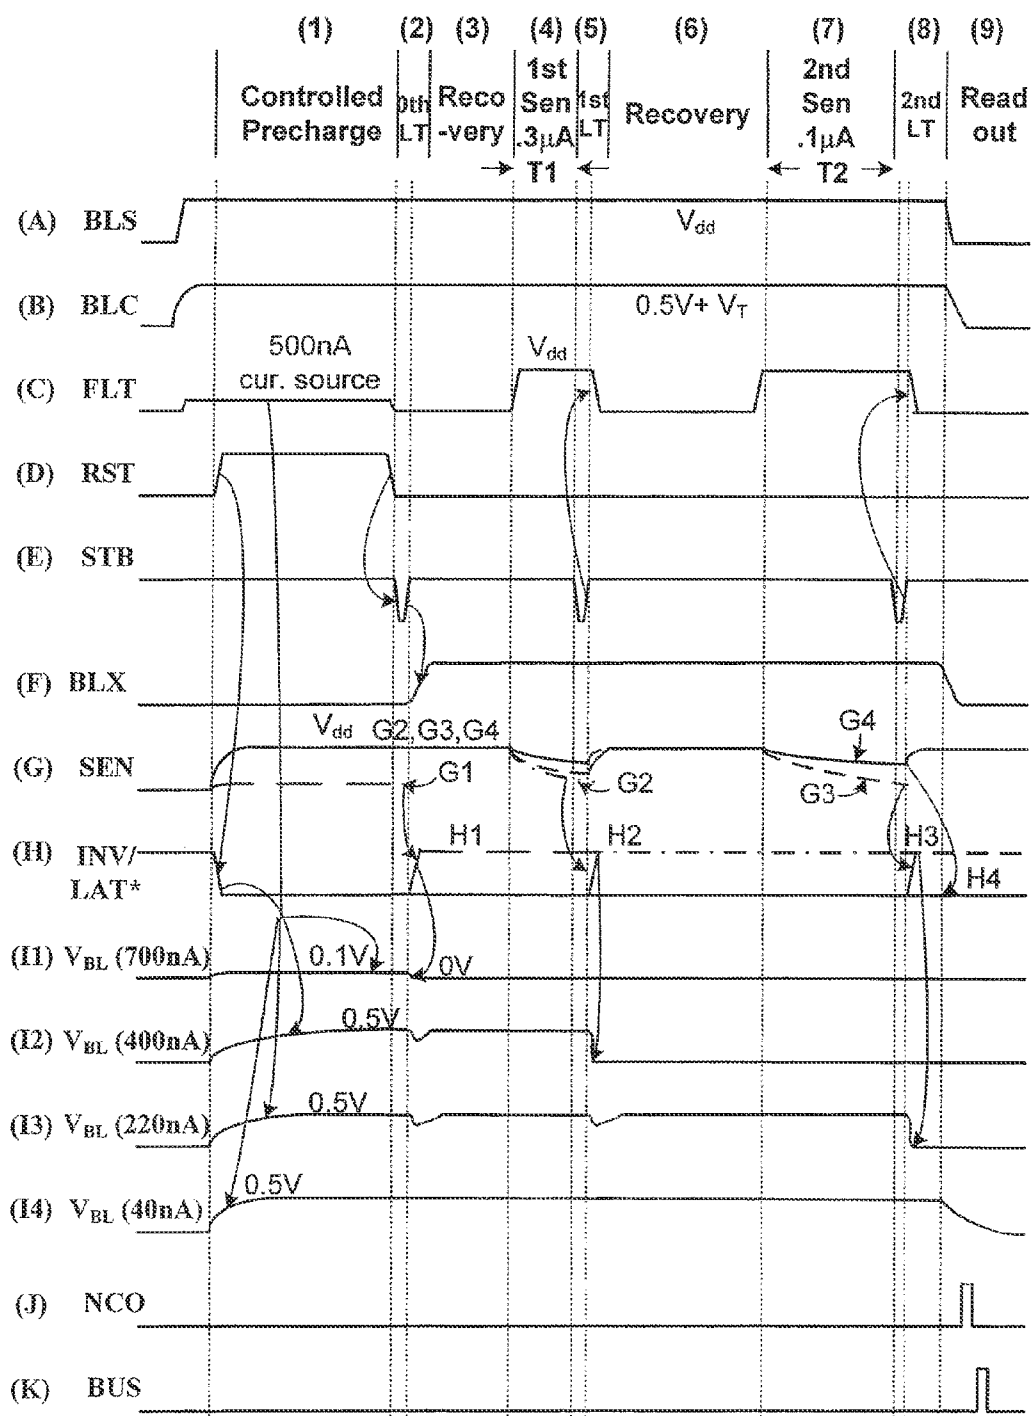 (1) (2) (3) (4) (5) (6) (7) (8) (9)
Controlled
Precharge
0th
LT
Reco
-very
1st
Sen
.3μA
T1
1st
LT
Recovery
2nd
Sen
.1μA
T2
2nd
LT
Read
out
(A) BLS
Vdd
(B) BLC
0.5V+ VT
(C) FLT
500nA
cur. source
Vdd
(D) RST
(E) STB
(F) BLX
(G) SEN
Vdd
G2,G3,G4
G1
G2
G3
G4
(H) INV/
LAT*
H1
H2
H3
H4
(I1) VBL (700nA)
0.1V
0V
(I2) VBL (400nA)
0.5V
(I3) VBL (220nA)
0.5V
(I4) VBL (40nA)
0.5V
(J) NCO
(K) BUS